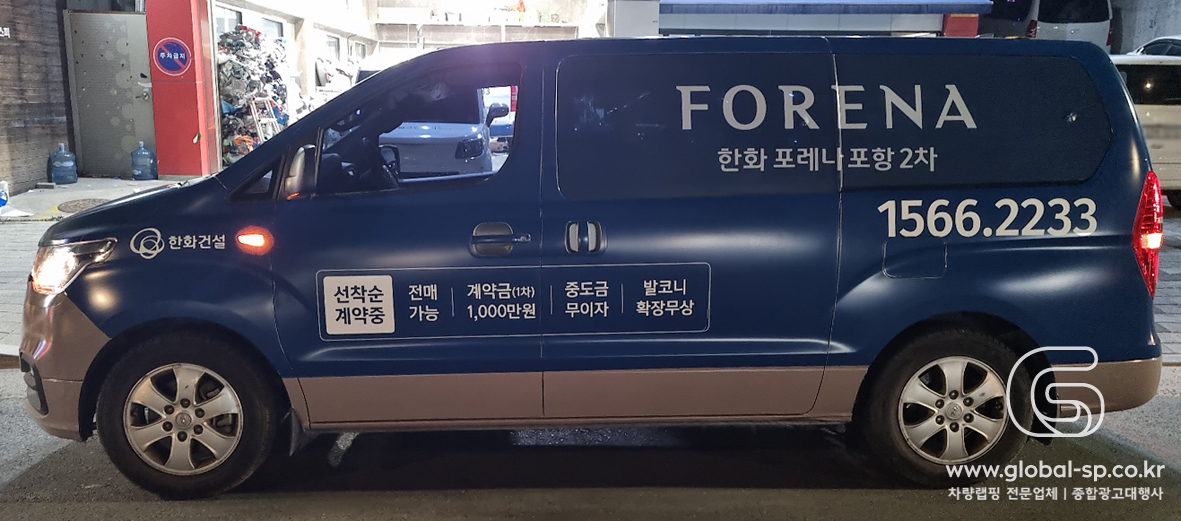 주차금지
FORENA
한화 포레나 포항 2차
1566.2233
한화건설
선착순
계약중
전매
가능
계약금(1차)
1,000만원
중도금
무이자
발코니
확장무상
www.global-sp.co.kr
차량랩핑 전문업체 | 종합광고대행사